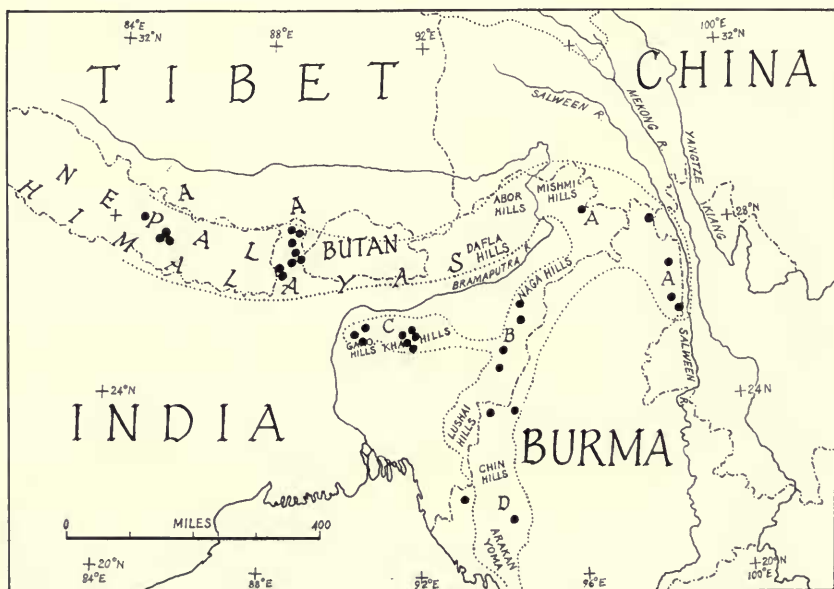 84°E
32°N
88°E
92°E
100°E
32°N
TIBET
CHINA
SALWEEN R.
MEKONG R.
YANGTZE KIANG
NEPAL
HIMALAYAS
A
A
ABOR HILLS
MISHMI HILLS
A
28°N
BUTAN
DAFLA HILLS
BRAMAPUTRA R.
NAGA HILLS
A
C
GARO HILLS
KHASI HILLS
B
SALWEEN R.
24°N
24°N
INDIA
LUSHAI HILLS
BURMA
CHIN HILLS
D
ARAKAN YOMA
0 MILES 400
20°N
84°E
88°E
92°E
96°E
20°N
100°E